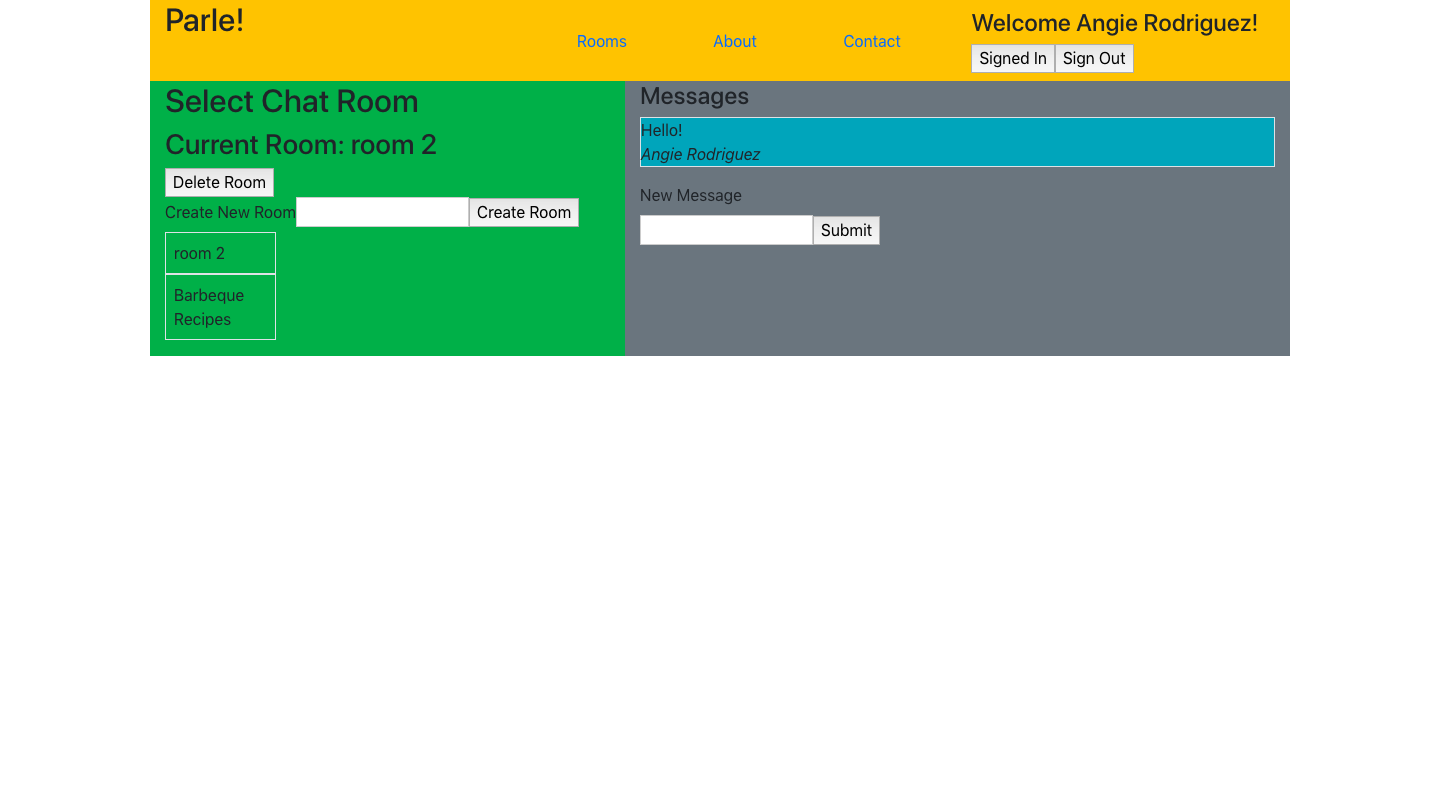 Parle!
Rooms
About
Contact
Welcome Angie Rodriguez!
Signed In
Sign Out
Select Chat Room
Current Room: room 2
Delete Room
Create New Room
Create Room
room 2
Barbeque
Recipes
Messages
Hello!
Angie Rodriguez
New Message
Submit